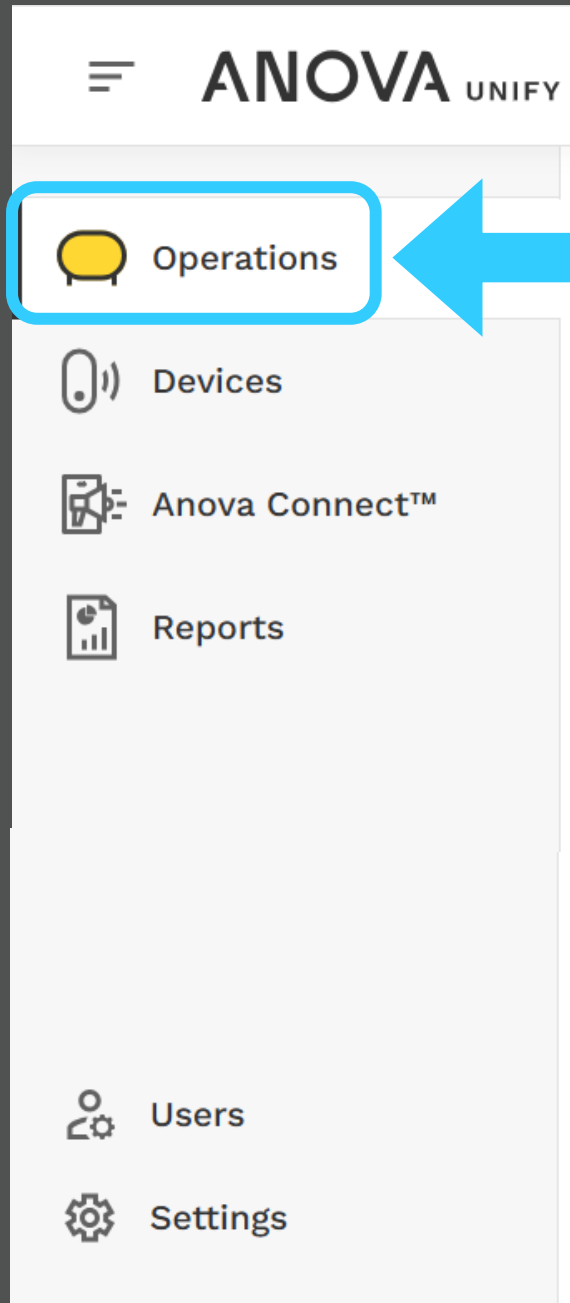 ANOVA UNIFY
Operations
Devices
Anova Connect™
Reports
Users
Settings